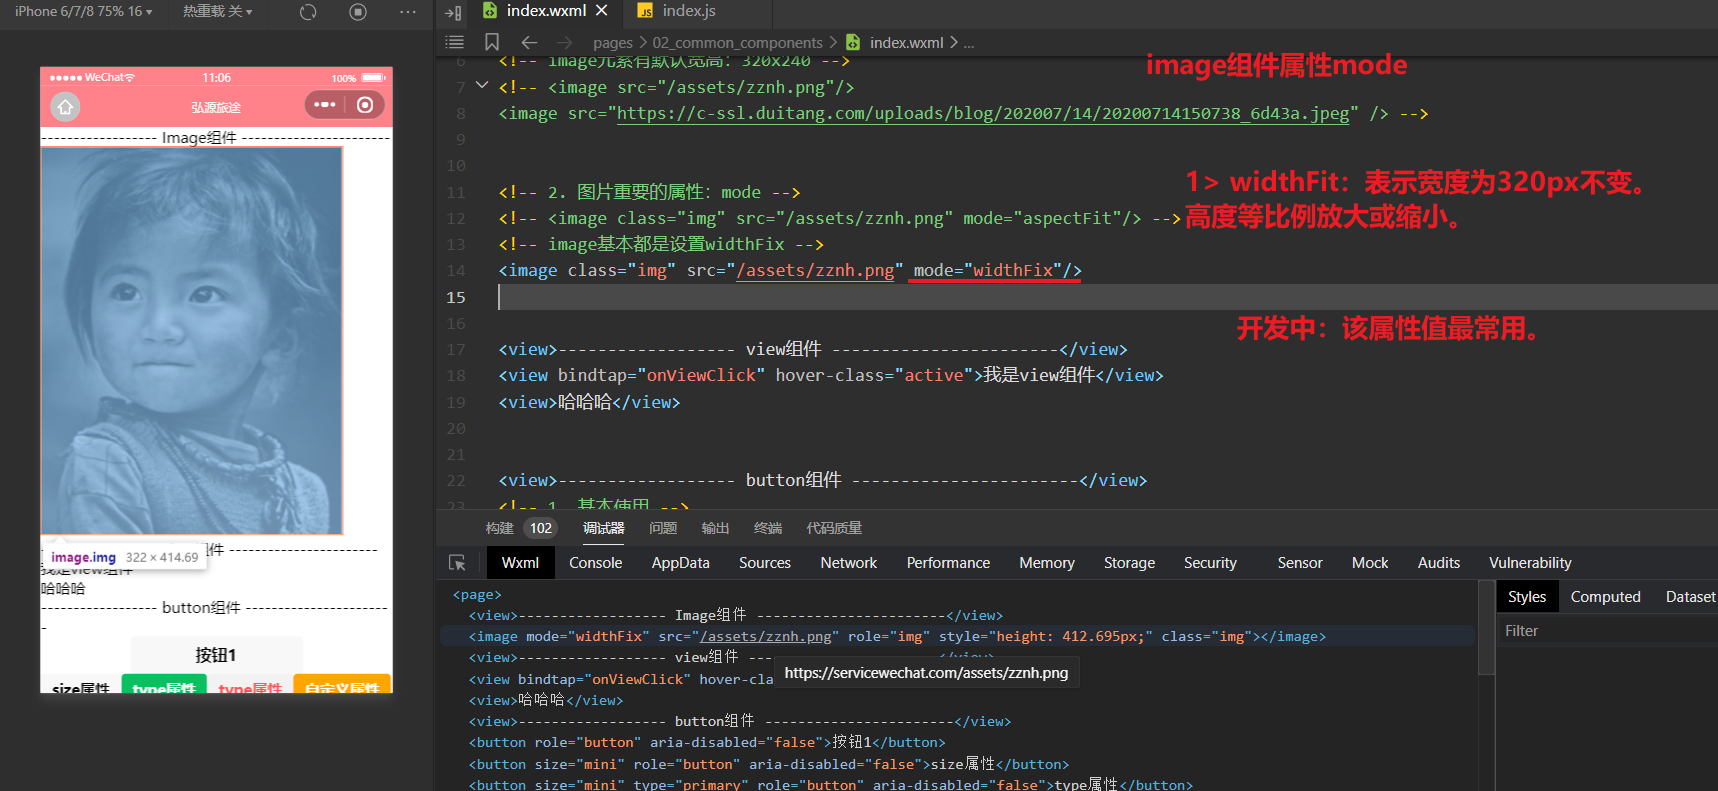 iPhone 6/7/8 75% 16
热重载 关
index.wxml
index.js
pages > 02_common_components > index.wxml > ...
WeChat
11:06
100%
弘源旅途
------------------ Image组件 -----------------------
image.img 322 × 414.69
件 -----------------------
我是view组件
哈哈哈
------------------ button组件 ----------------------
-
按钮1
size属性
type属性
type属性
自定义属性
6 <!-- image元素有默认宽高：320x240 -->
7 <!-- <image src="/assets/zznh.png"/>
8 <image src="https://c-ssl.duitang.com/uploads/blog/202007/14/20200714150738_6d43a.jpeg" /> -->
9
10
11 <!-- 2. 图片重要的属性：mode -->
12 <!-- <image class="img" src="/assets/zznh.png" mode="aspectFit"/> -->
13 <!-- image基本都是设置widthFix -->
14 <image class="img" src="/assets/zznh.png" mode="widthFix"/>
15
16
17 <view>------------------ view组件 -----------------------</view>
18 <view bindtap="onViewClick" hover-class="active">我是view组件</view>
19 <view>哈哈哈</view>
20
21
22 <view>------------------ button组件 -----------------------</view>
23 <!-- 1. 基本使用 -->
image组件属性mode
1> widthFit：表示宽度为320px不变。
高度等比例放大或缩小。
开发中：该属性值最常用。
构建 102 调试器 问题 输出 终端 代码质量
Wxml Console AppData Sources Network Performance Memory Storage Security Sensor Mock Audits Vulnerability
<page>
<view>------------------ Image组件 -----------------------</view>
<image mode="widthFix" src="/assets/zznh.png" role="img" style="height: 412.695px;" class="img"></image>
<view>------------------ view组件 ---
<view bindtap="onViewClick" hover-cla
https://servicewechat.com/assets/zznh.png
<view>哈哈哈</view>
<view>------------------ button组件 -----------------------</view>
<button role="button" aria-disabled="false">按钮1</button>
<button size="mini" role="button" aria-disabled="false">size属性</button>
<button size="mini" type="primary" role="button" aria-disabled="false">type属性</button>
Styles Computed Dataset
Filter